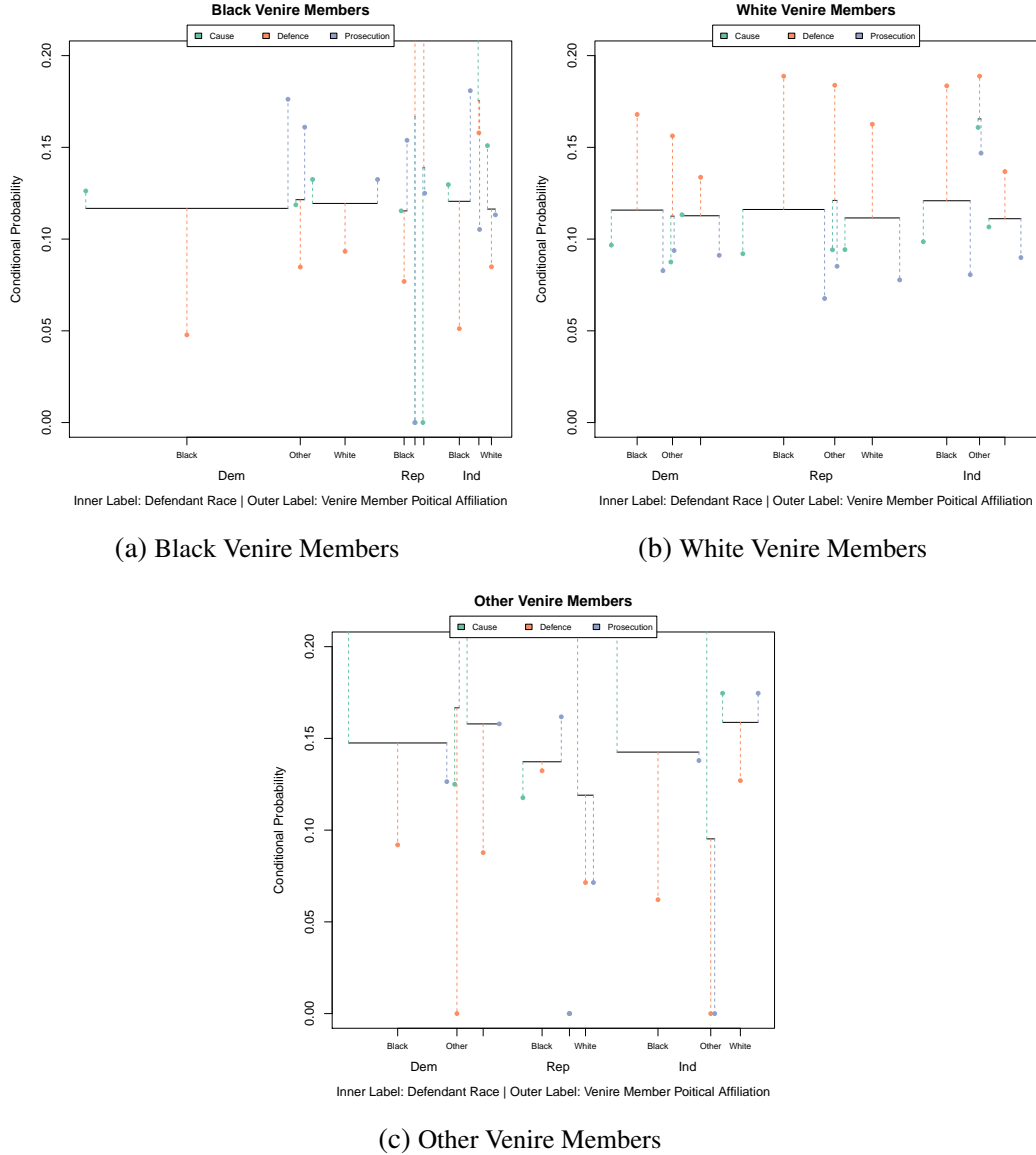 Black Venire Members
Cause Defence Prosecution
Conditional Probability
0.20
0.15
0.10
0.05
0.00
Black Other White Black Black White
Dem Rep Ind
Inner Label: Defendant Race | Outer Label: Venire Member Poitical Affiliation
(a) Black Venire Members
White Venire Members
Cause Defence Prosecution
Conditional Probability
0.20
0.15
0.10
0.05
0.00
Black Other Black Other White Black Other
Dem Rep Ind
Inner Label: Defendant Race | Outer Label: Venire Member Poitical Affiliation
(b) White Venire Members
Other Venire Members
Cause Defence Prosecution
Conditional Probability
0.20
0.15
0.10
0.05
0.00
Black Other Black White Black Other White
Dem Rep Ind
Inner Label: Defendant Race | Outer Label: Venire Member Poitical Affiliation
(c) Other Venire Members